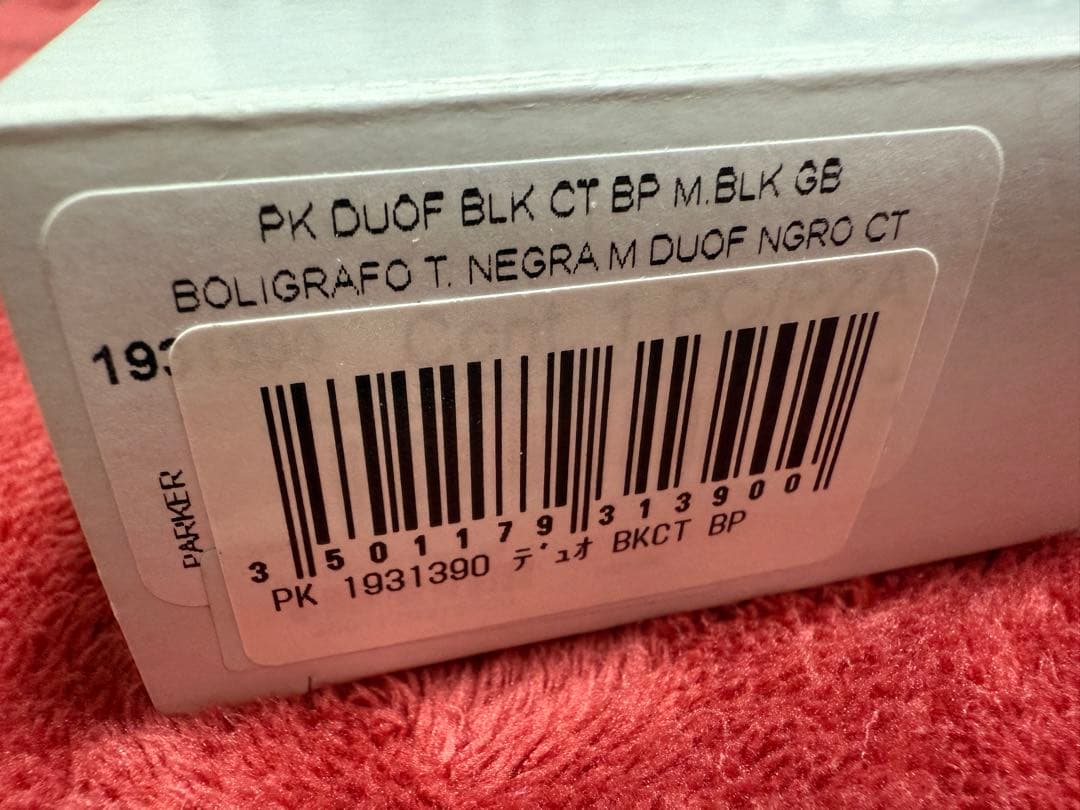 PK DUOF BLK CT BP M.BLK GB
BOLIGRAFO T. NEGRA M DUOF NGRO CT
193
PARKER
3 501179 313900
PK 1931390 デュオ BKCT BP